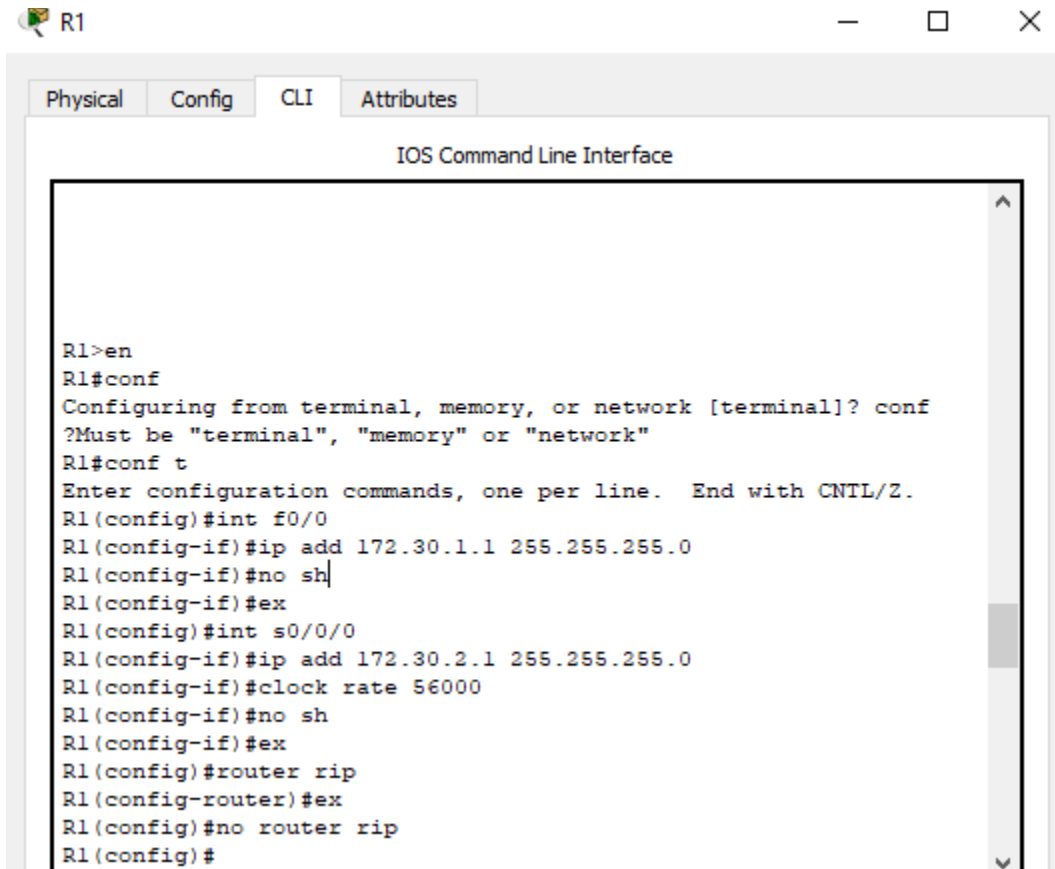 R1
Physical Config CLI Attributes
IOS Command Line Interface
R1>en
R1#conf
Configuring from terminal, memory, or network [terminal]? conf
?Must be "terminal", "memory" or "network"
R1#conf t
Enter configuration commands, one per line.  End with CNTL/Z.
R1(config)#int f0/0
R1(config-if)#ip add 172.30.1.1 255.255.255.0
R1(config-if)#no sh
R1(config-if)#ex
R1(config)#int s0/0/0
R1(config-if)#ip add 172.30.2.1 255.255.255.0
R1(config-if)#clock rate 56000
R1(config-if)#no sh
R1(config-if)#ex
R1(config)#router rip
R1(config-router)#ex
R1(config)#no router rip
R1(config)#